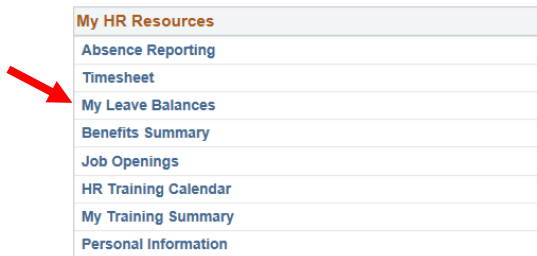 My HR Resources
Absence Reporting
Timesheet
My Leave Balances
Benefits Summary
Job Openings
HR Training Calendar
My Training Summary
Personal Information